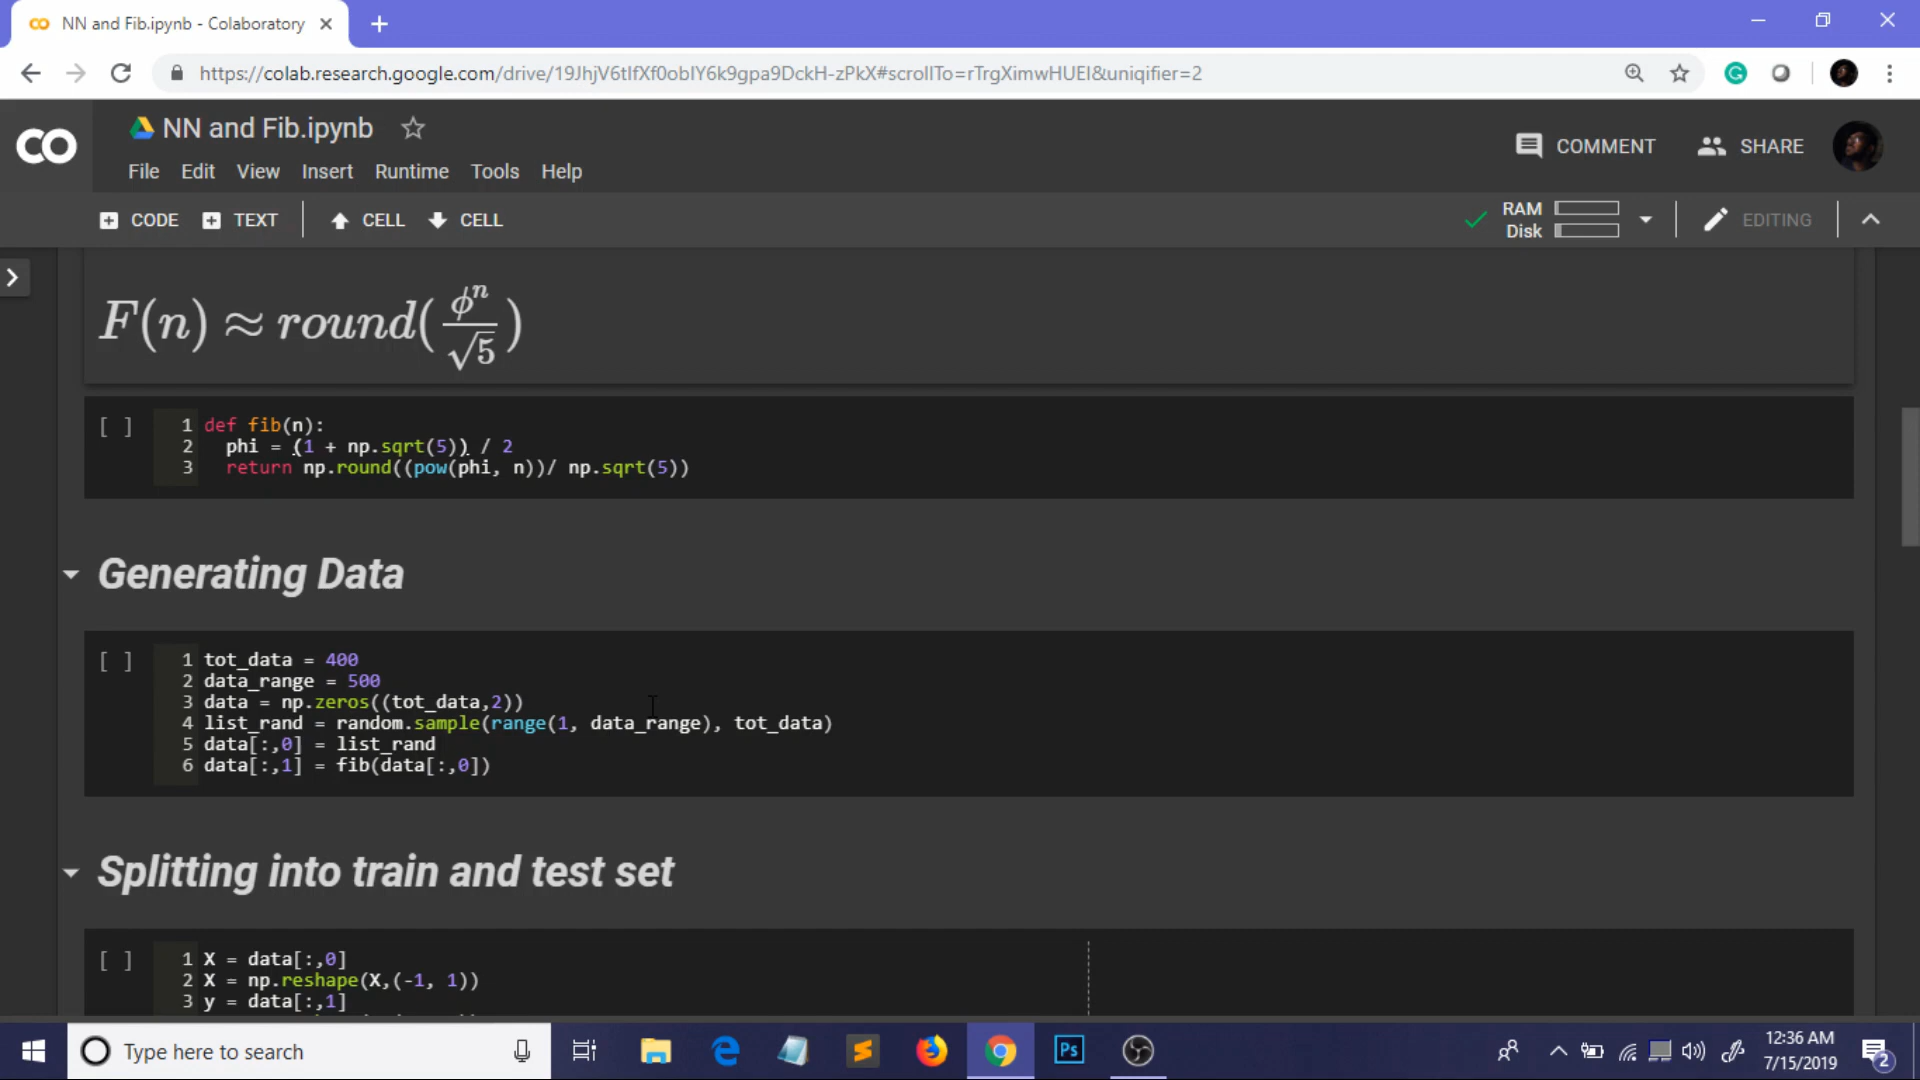 NN and Fib.ipynb - Colaboratory
https://colab.research.google.com/drive/19JhjV6tlfXf0oblY6k9gpa9DckH-zPkX#scrollTo=rTrgXimwHUEI&uniqifier=2
CO NN and Fib.ipynb
COMMENT SHARE
File Edit View Insert Runtime Tools Help
CODE TEXT CELL CELL
RAM
Disk
EDITING
F(n) ≈ round(ϕ^n/√5)
[ ]
1 def fib(n):
2   phi = (1 + np.sqrt(5)) / 2
3   return np.round((pow(phi, n))/ np.sqrt(5))
Generating Data
[ ]
1 tot_data = 400
2 data_range = 500
3 data = np.zeros((tot_data,2))
4 list_rand = random.sample(range(1, data_range), tot_data)
5 data[:,0] = list_rand
6 data[:,1] = fib(data[:,0])
Splitting into train and test set
[ ]
1 X = data[:,0]
2 X = np.reshape(X,(-1, 1))
3 y = data[:,1]
Type here to search
Ps
12:36 AM
7/15/2019
2